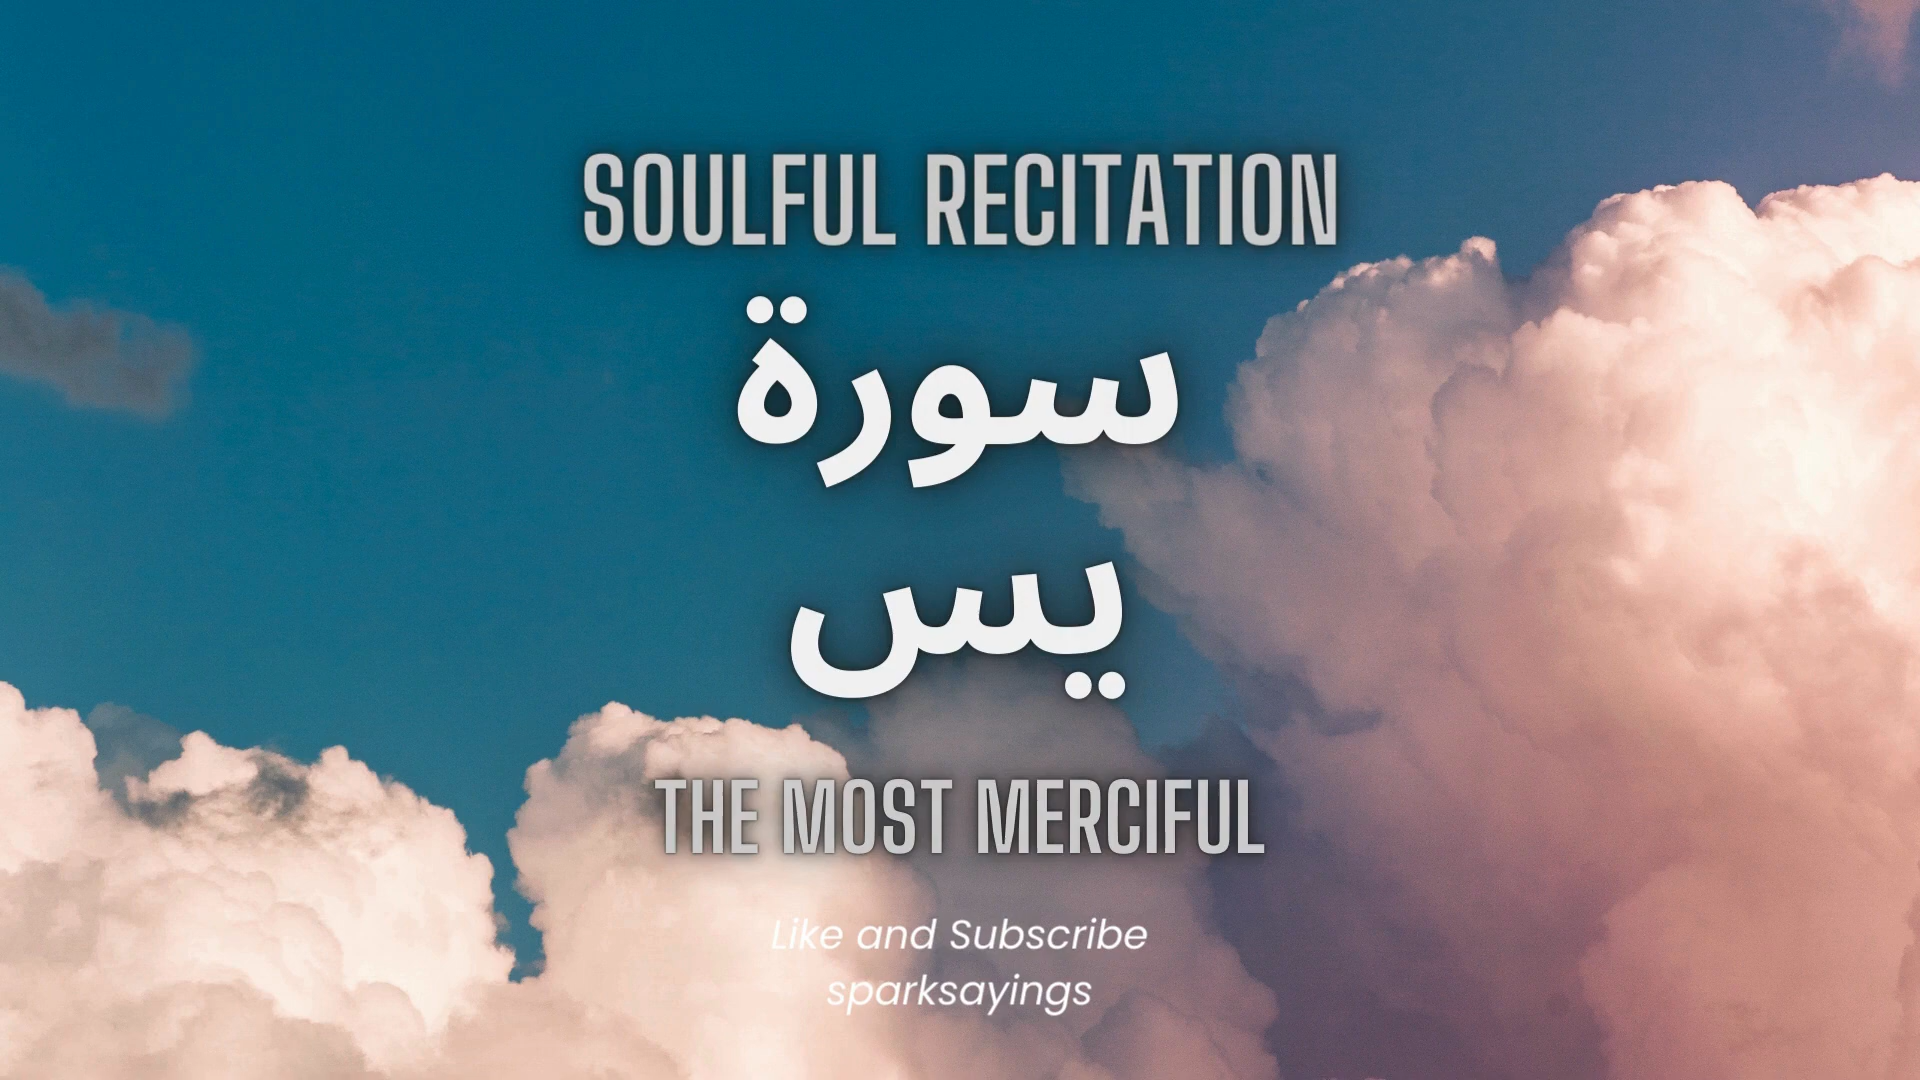 SOULFUL RECITATION
سورة
يس
THE MOST MERCIFUL
Like and Subscribe
sparksayings